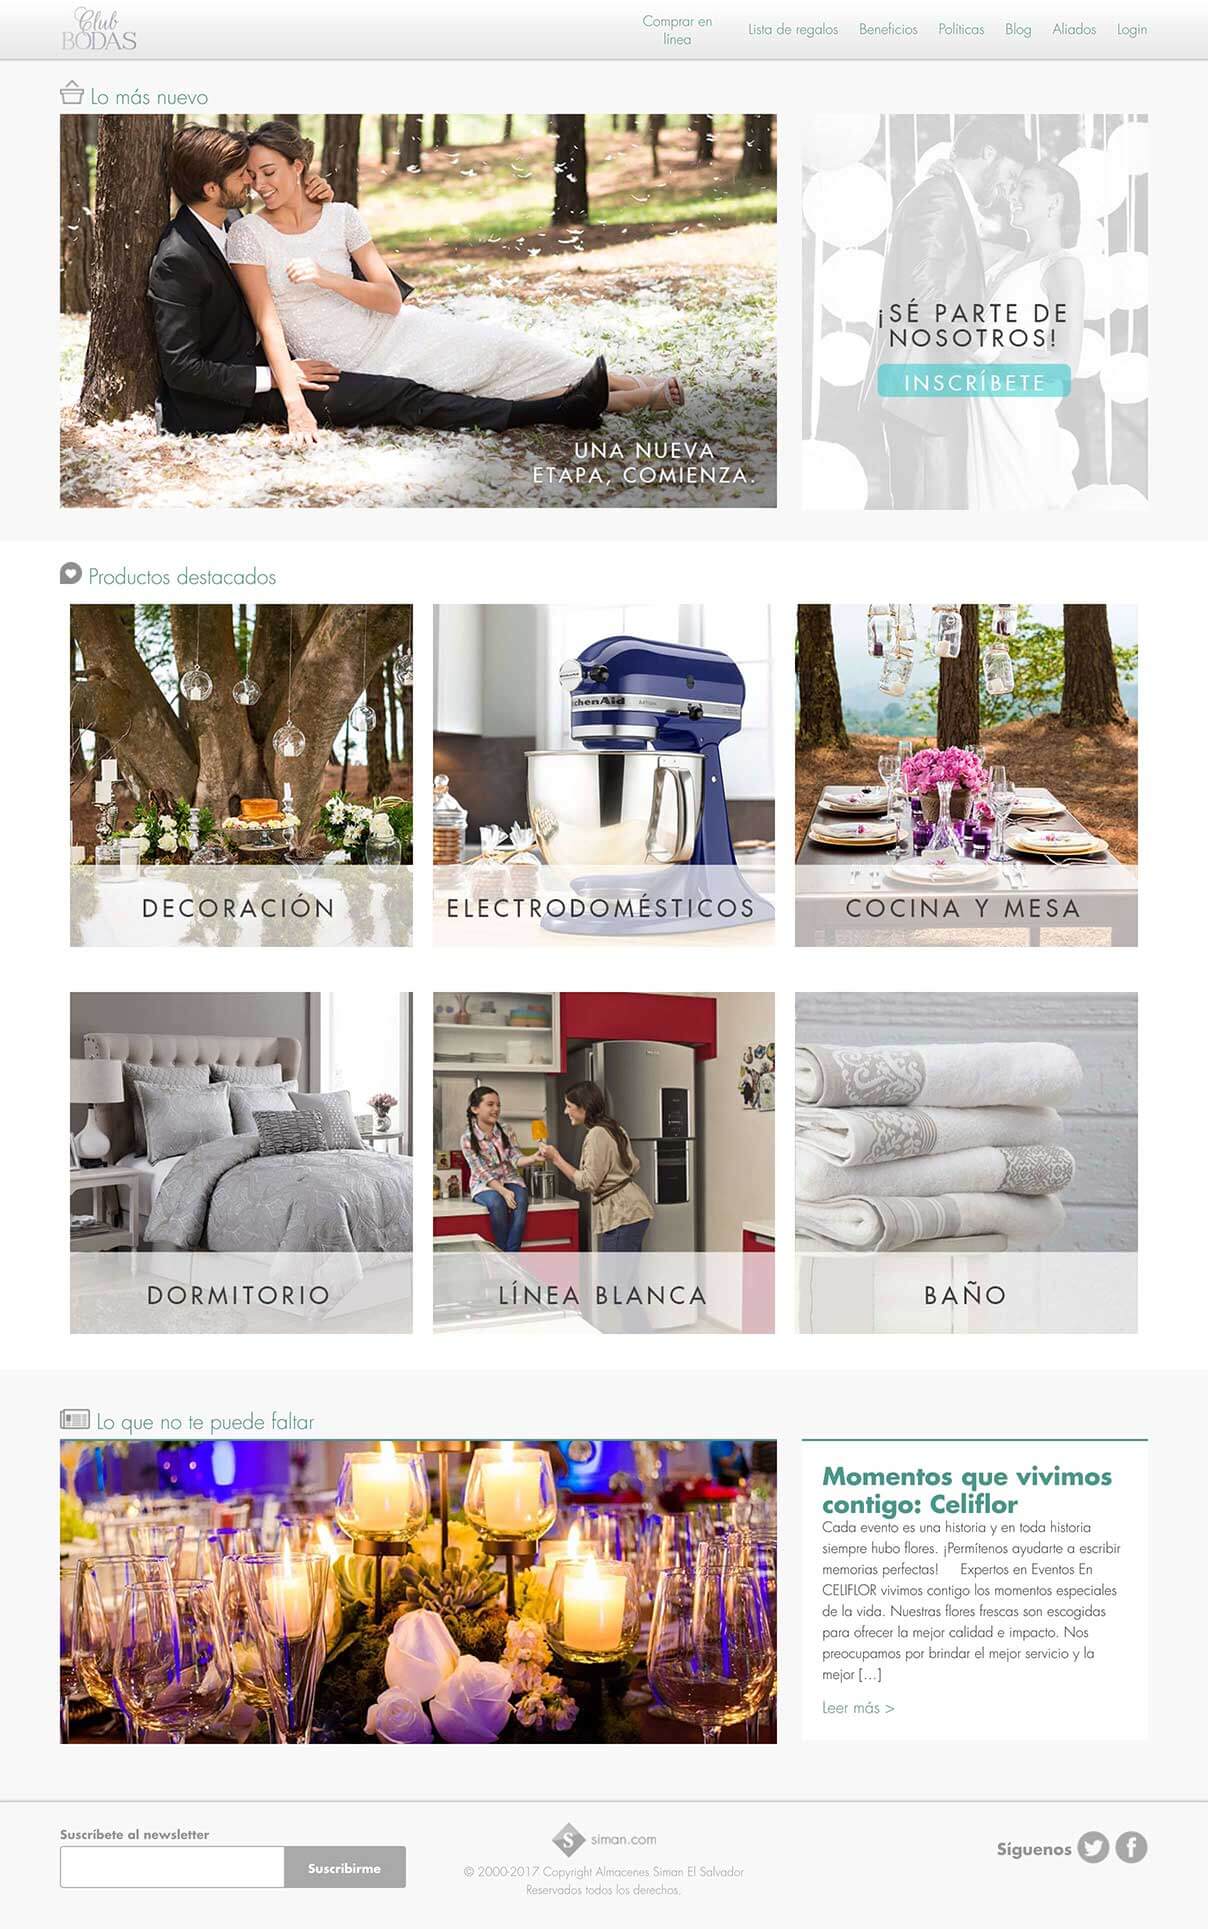 Club
BODAS
Comprar en
línea
Lista de regalos
Beneficios
Políticas
Blog
Aliados
Login
Lo más nuevo
UNA NUEVA
ETAPA, COMIENZA.
¡SÉ PARTE DE
NOSOTROS!
INSCRÍBETE
Productos destacados
chenAid
DECORACIÓN
ELECTRODOMÉSTICOS
COCINA Y MESA
DORMITORIO
LÍNEA BLANCA
BAÑO
Lo que no te puede faltar
Momentos que vivimos
contigo: Celiflor
Cada evento es una historia y en toda historia
siempre hubo flores. ¡Permítenos ayudarte a escribir
memorias perfectas! Expertos en Eventos En
CELIFLOR vivimos contigo los momentos especiales
de la vida. Nuestras flores frescas son escogidas
para ofrecer la mejor calidad e impacto. Nos
preocupamos por brindar el mejor servicio y la
mejor [...]
Leer más >
Suscríbete al newsletter
Suscribirme
S siman.com
© 2000-2017 Copyright Almacenes Siman El Salvador
Reservados todos los derechos.
Síguenos